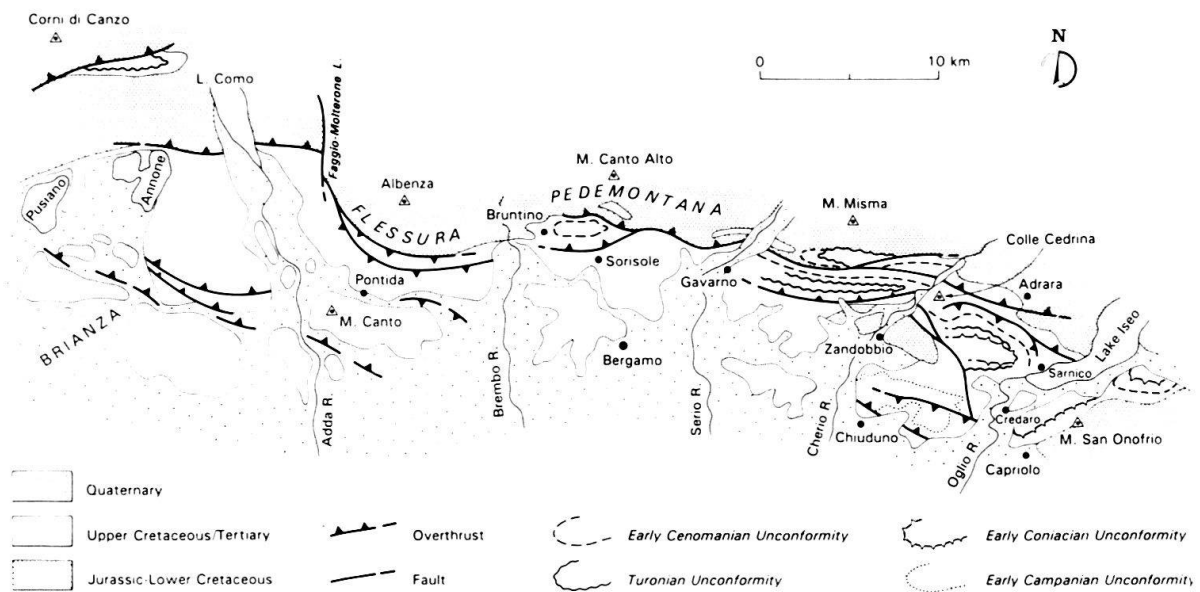 Corni di Canzo
N
0 10 km
L. Como
Faggio-Molterone L.
M. Canto Alto
Albenza
PEDEMONTANA
Annone
Pusiano
M. Misma
FLESSURA
Bruntino
Colle Cedrina
Sorisole
Gavarno
Adrara
Pontida
BRIANZA
M. Canto
Lake Iseo
Bergamo
Zandobbio
Sarnico
Adda R.
Brembo R.
Serio R.
Cherio R.
Chiuduno
Credaro
M. San Onofrio
Oglio R.
Capriolo
Quaternary
Upper Cretaceous/Tertiary Overthrust Early Cenomanian Unconformity Early Coniacian Unconformity
Jurassic-Lower Cretaceous Fault Turonian Unconformity Early Campanian Unconformity